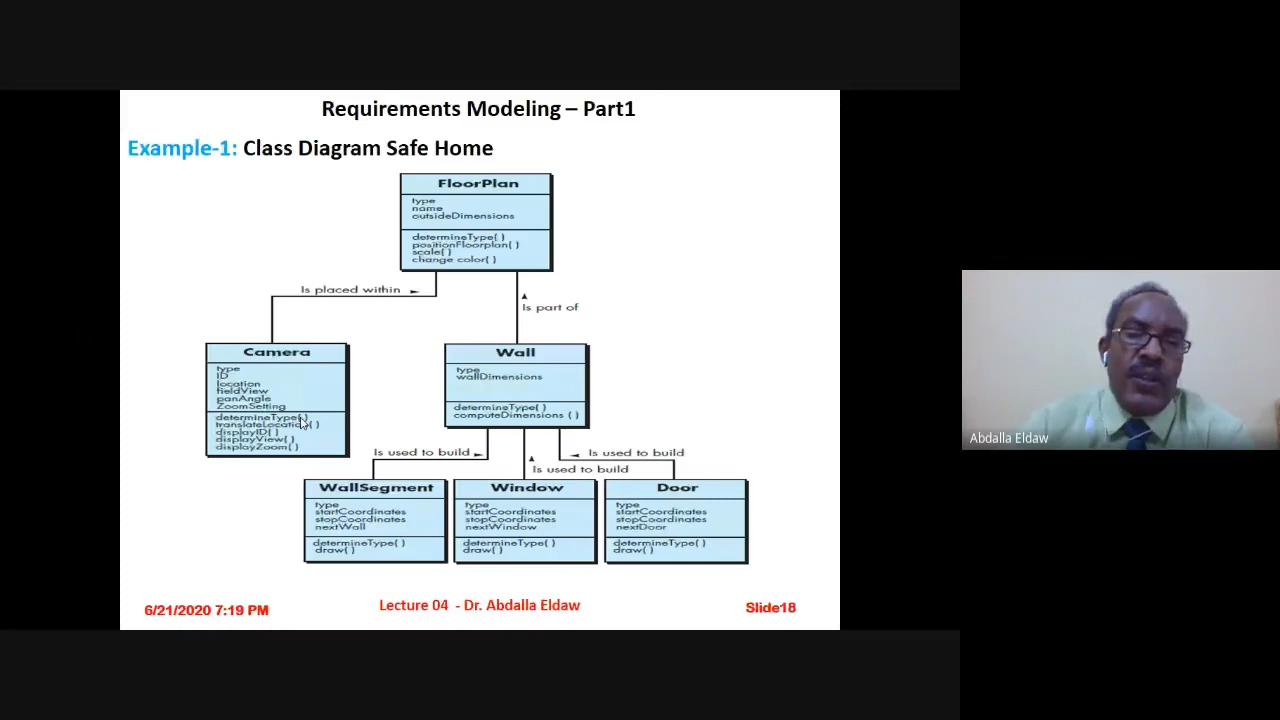 Requirements Modeling – Part1
Example-1: Class Diagram Safe Home
FloorPlan
type
name
outsideDimensions
determineType( )
positionFloorplan( )
scale( )
change color( )
Is placed within
Is part of
Camera
type
ID
location
fieldView
panAngle
ZoomSetting
determineType( )
translateLocation( )
displayID( )
displayView( )
displayZoom( )
Wall
type
wallDimensions
determineType( )
computeDimensions ( )
Is used to build
Is used to build
Is used to build
WallSegment
type
startCoordinates
stopCoordinates
nextWall
determineType( )
draw( )
Window
type
startCoordinates
stopCoordinates
nextWindow
determineType( )
draw( )
Door
type
startCoordinates
stopCoordinates
nextDoor
determineType( )
draw( )
6/21/2020 7:19 PM
Lecture 04 - Dr. Abdalla Eldaw
Slide18
Abdalla Eldaw